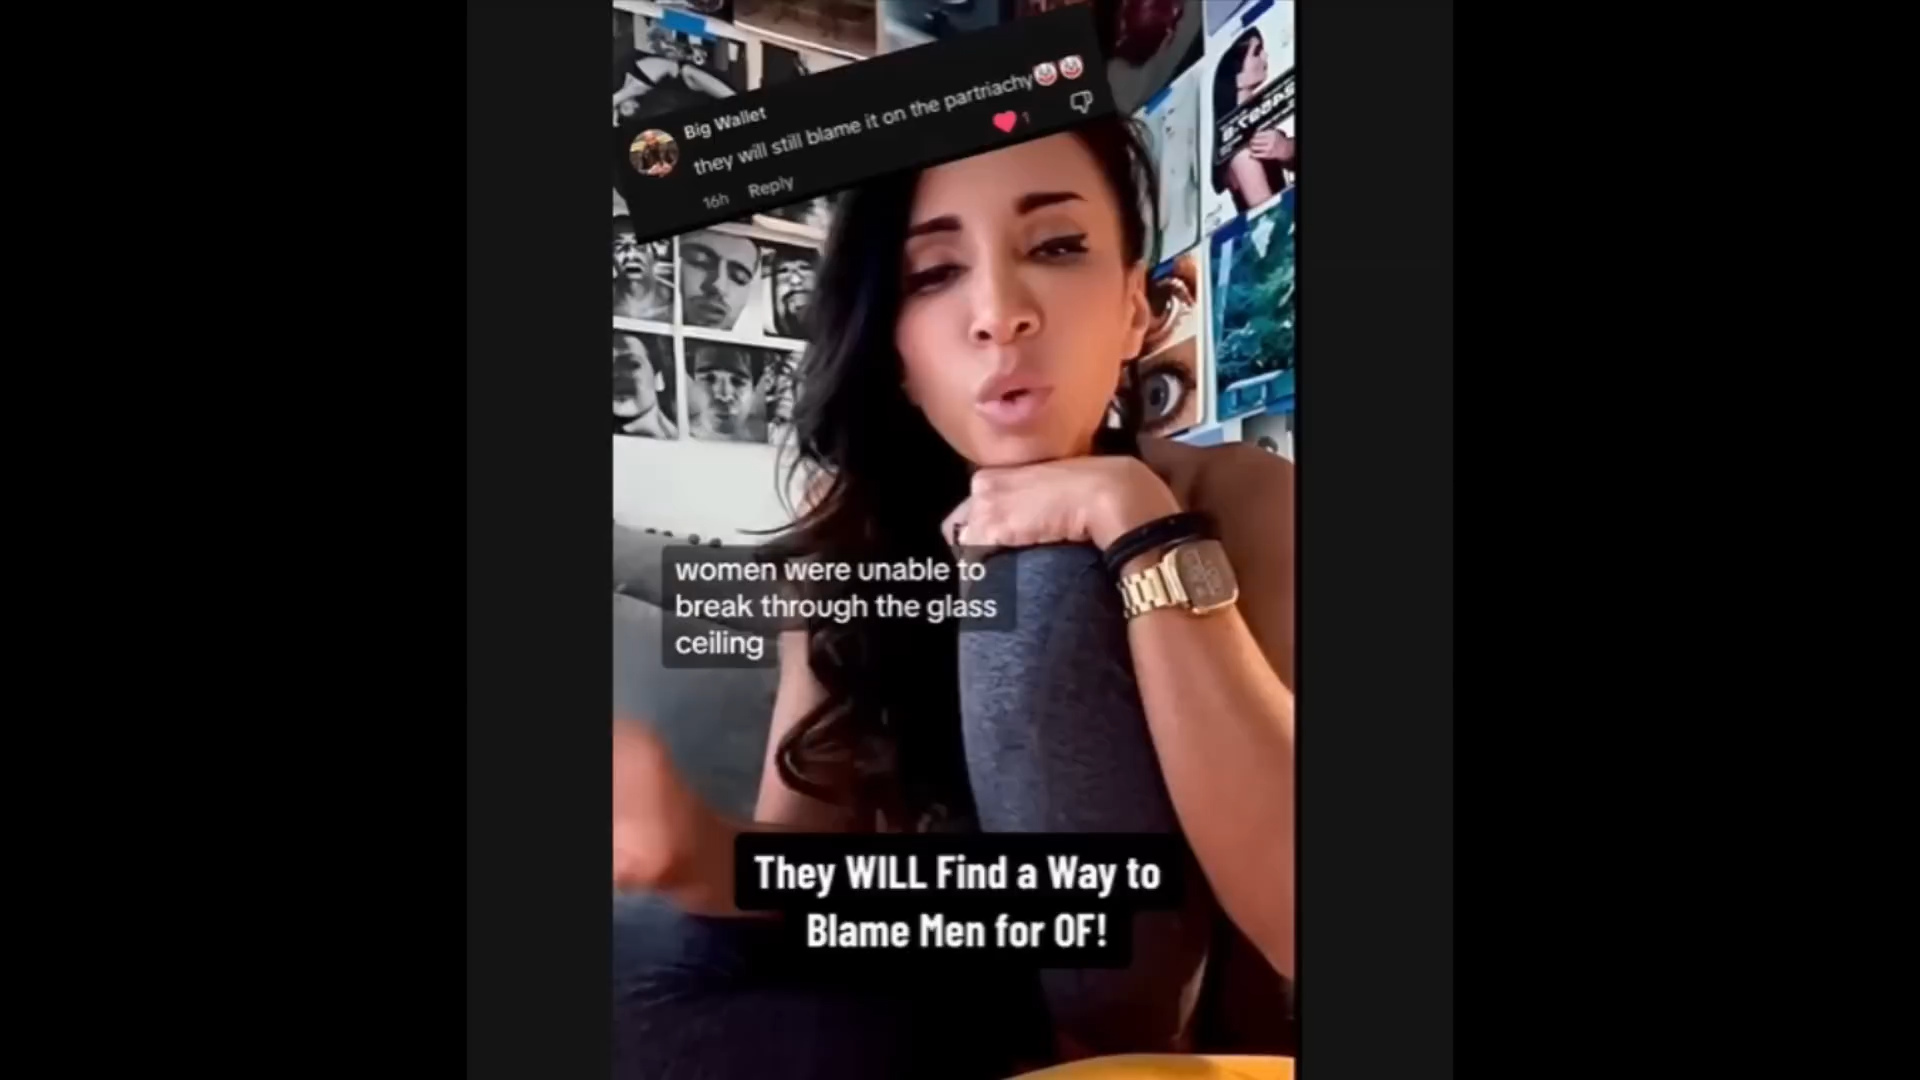 Big Wallet
they will still blame it on the partriachy🤡🤡
1
16h Reply
women were unable to
break through the glass
ceiling
They WILL Find a Way to
Blame Men for OF!